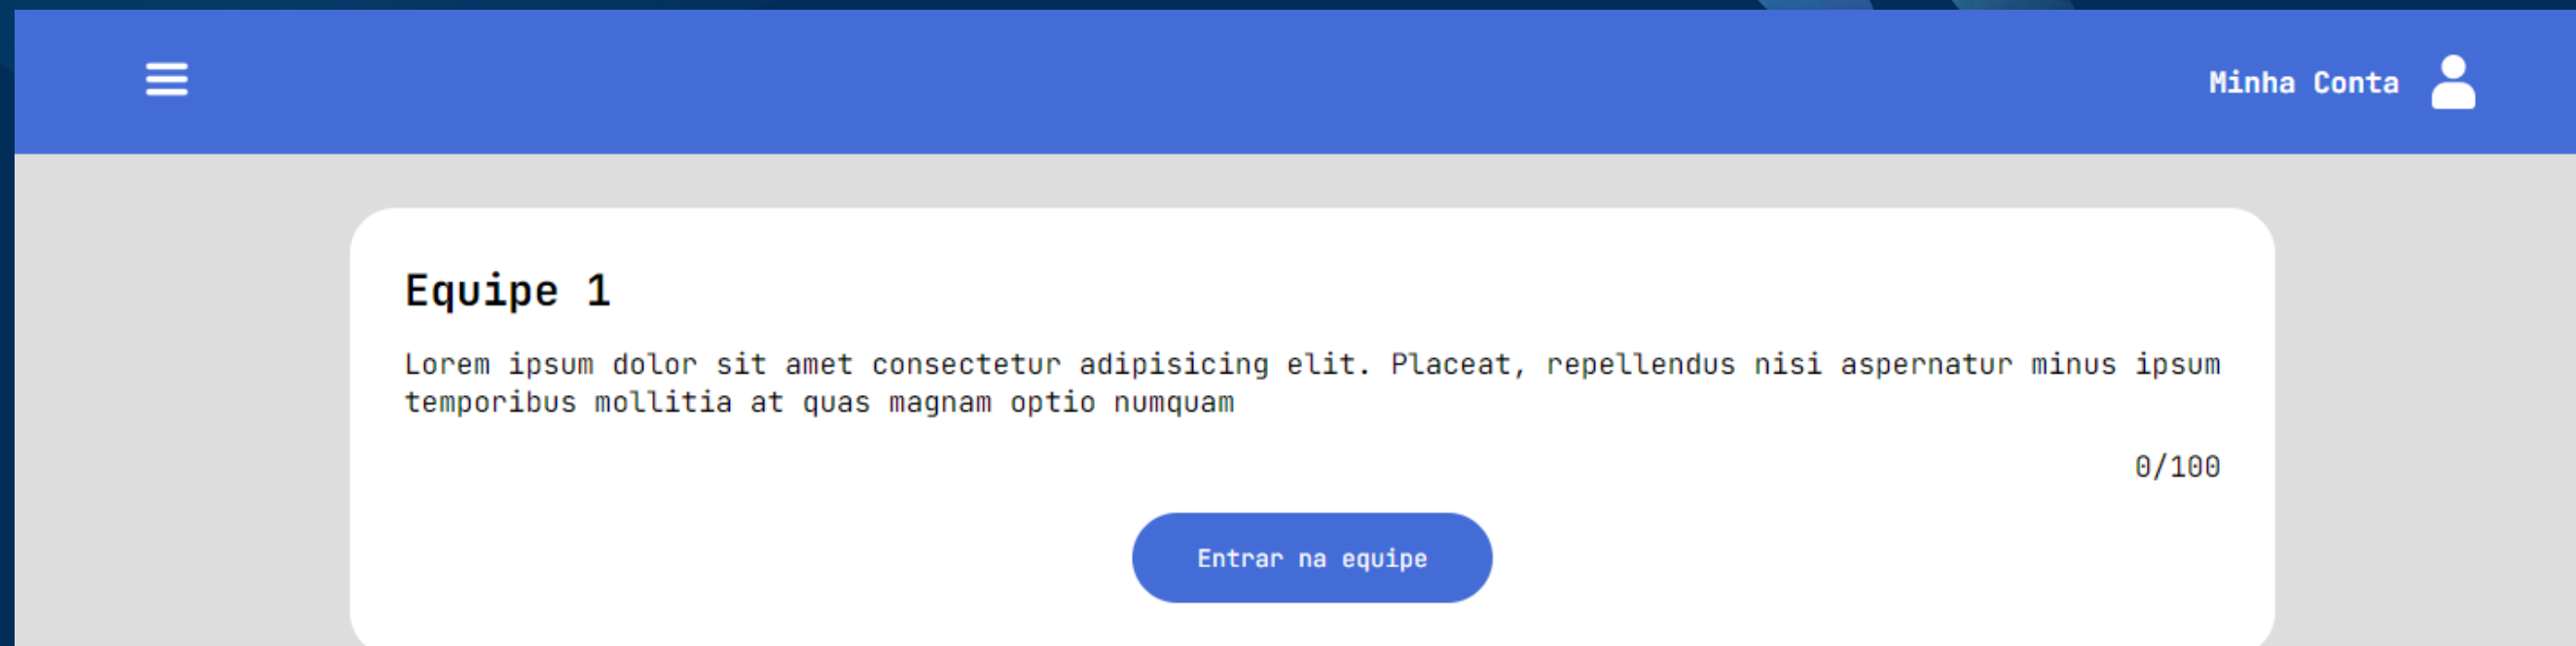 Minha Conta
Equipe 1
Lorem ipsum dolor sit amet consectetur adipisicing elit. Placeat, repellendus nisi aspernatur minus ipsum
temporibus mollitia at quas magnam optio numquam
0/100
Entrar na equipe